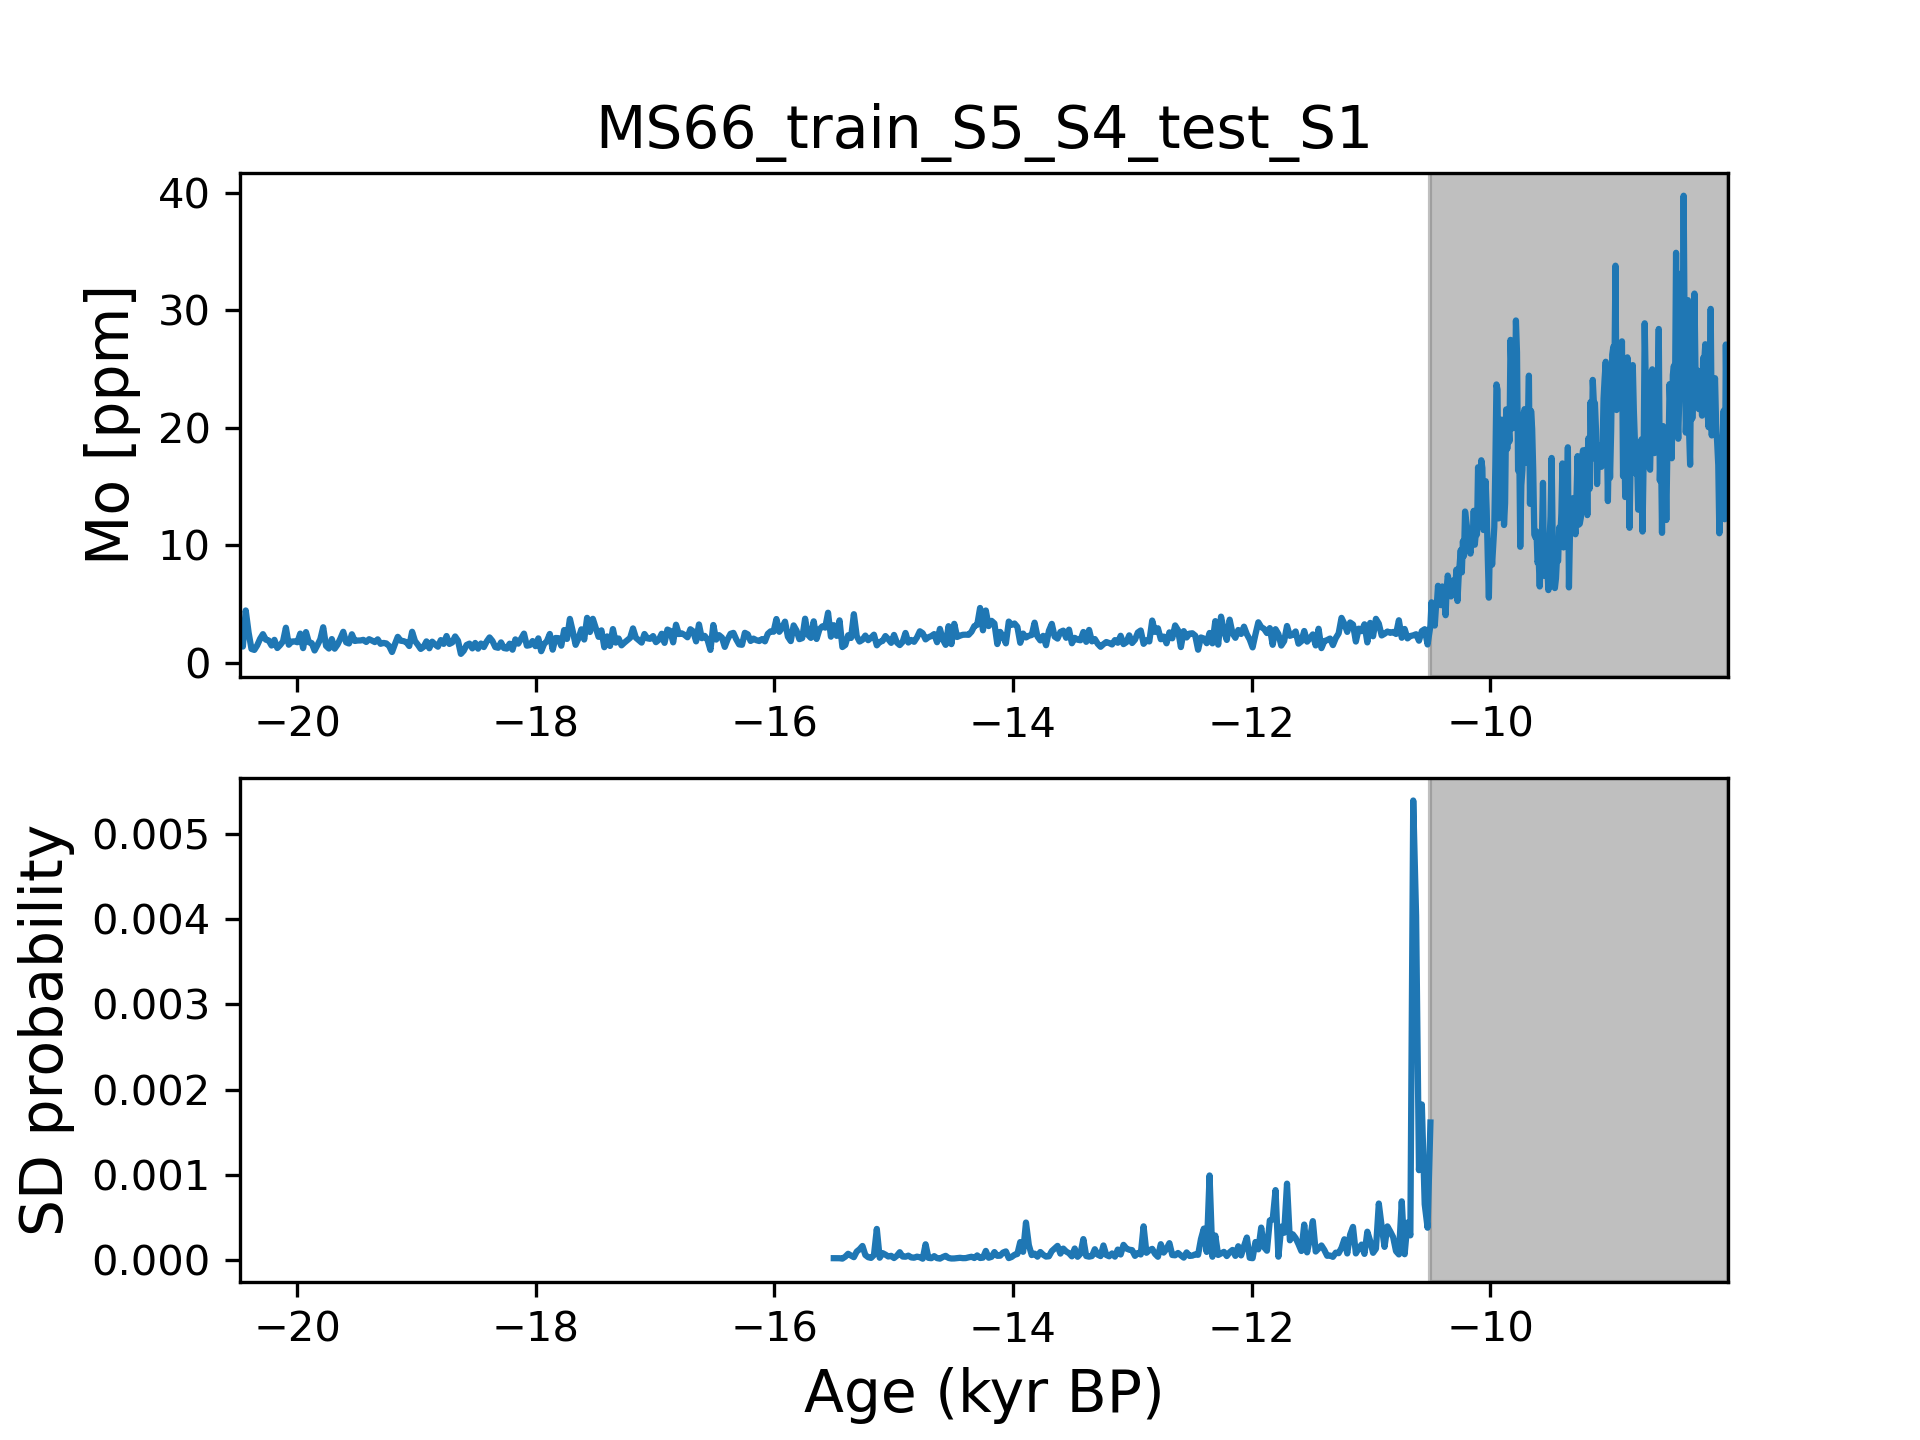 MS66_train_S5_S4_test_S1
Mo [ppm]
40
30
20
10
0
−20 −18 −16 −14 −12 −10
SD probability
0.005
0.004
0.003
0.002
0.001
0.000
−20 −18 −16 −14 −12 −10
Age (kyr BP)